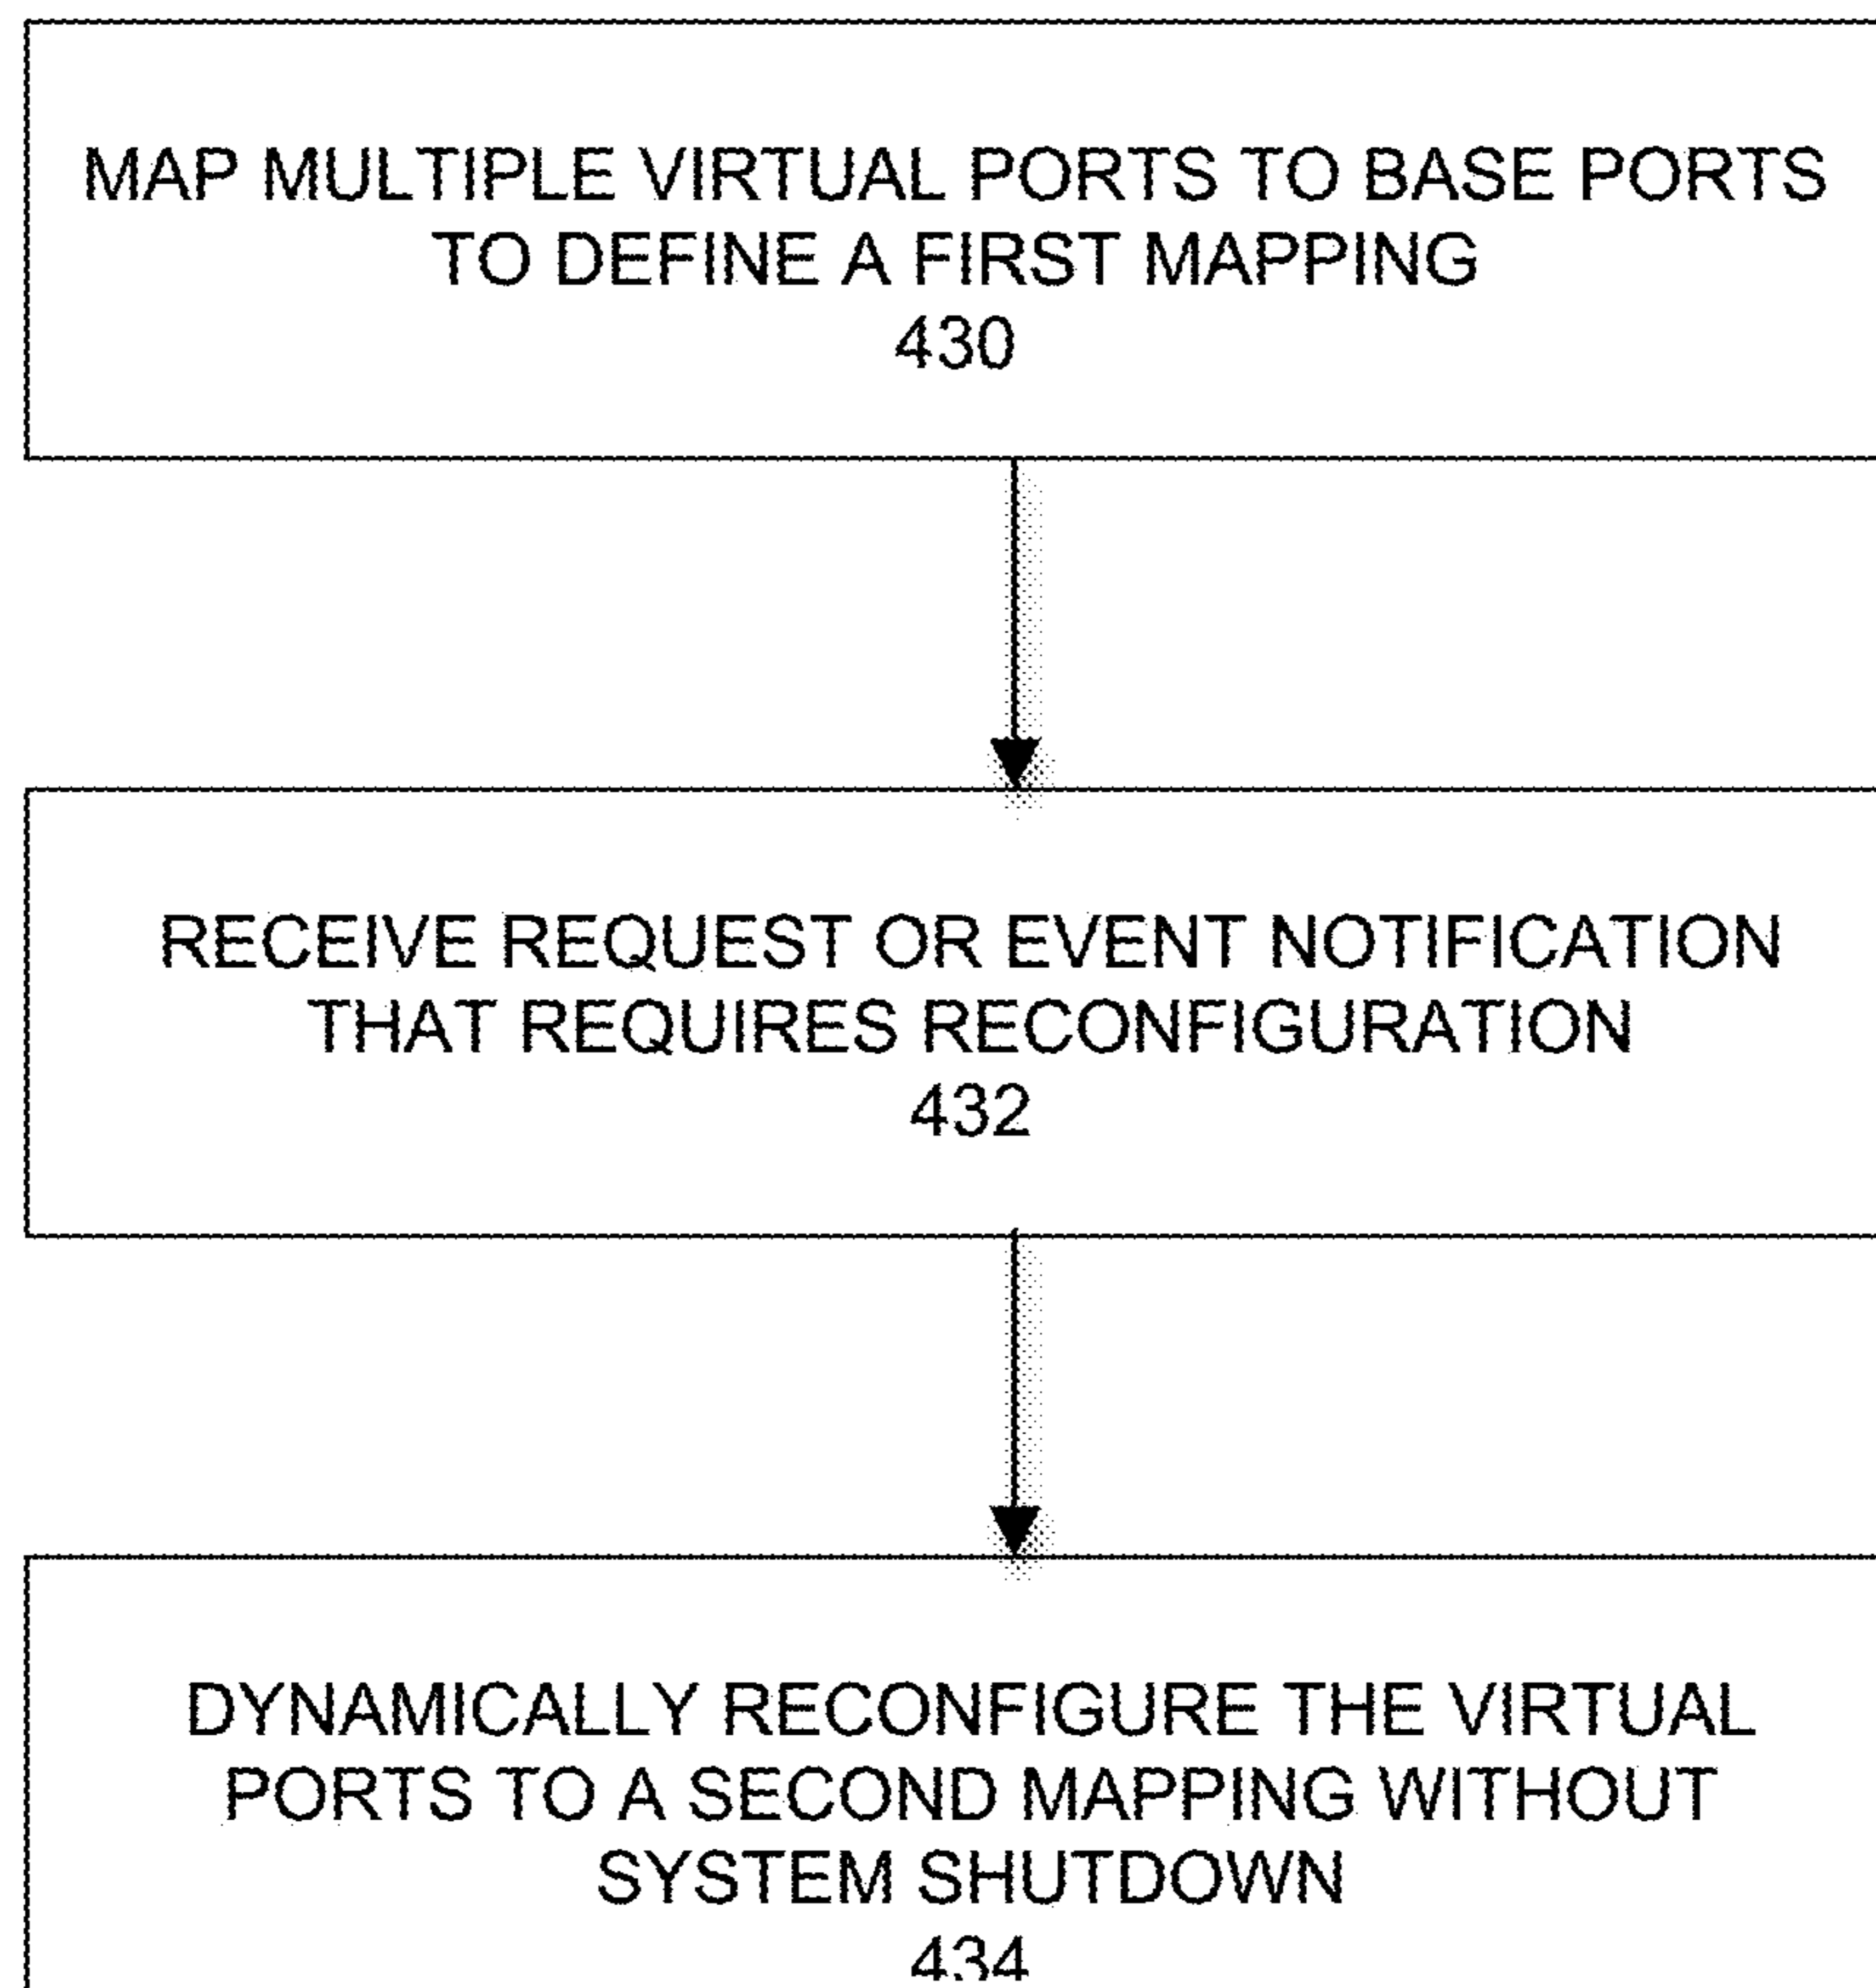 MAP MULTIPLE VIRTUAL PORTS TO BASE PORTS
TO DEFINE A FIRST MAPPING
430
RECEIVE REQUEST OR EVENT NOTIFICATION
THAT REQUIRES RECONFIGURATION
432
DYNAMICALLY RECONFIGURE THE VIRTUAL
PORTS TO A SECOND MAPPING WITHOUT
SYSTEM SHUTDOWN
434